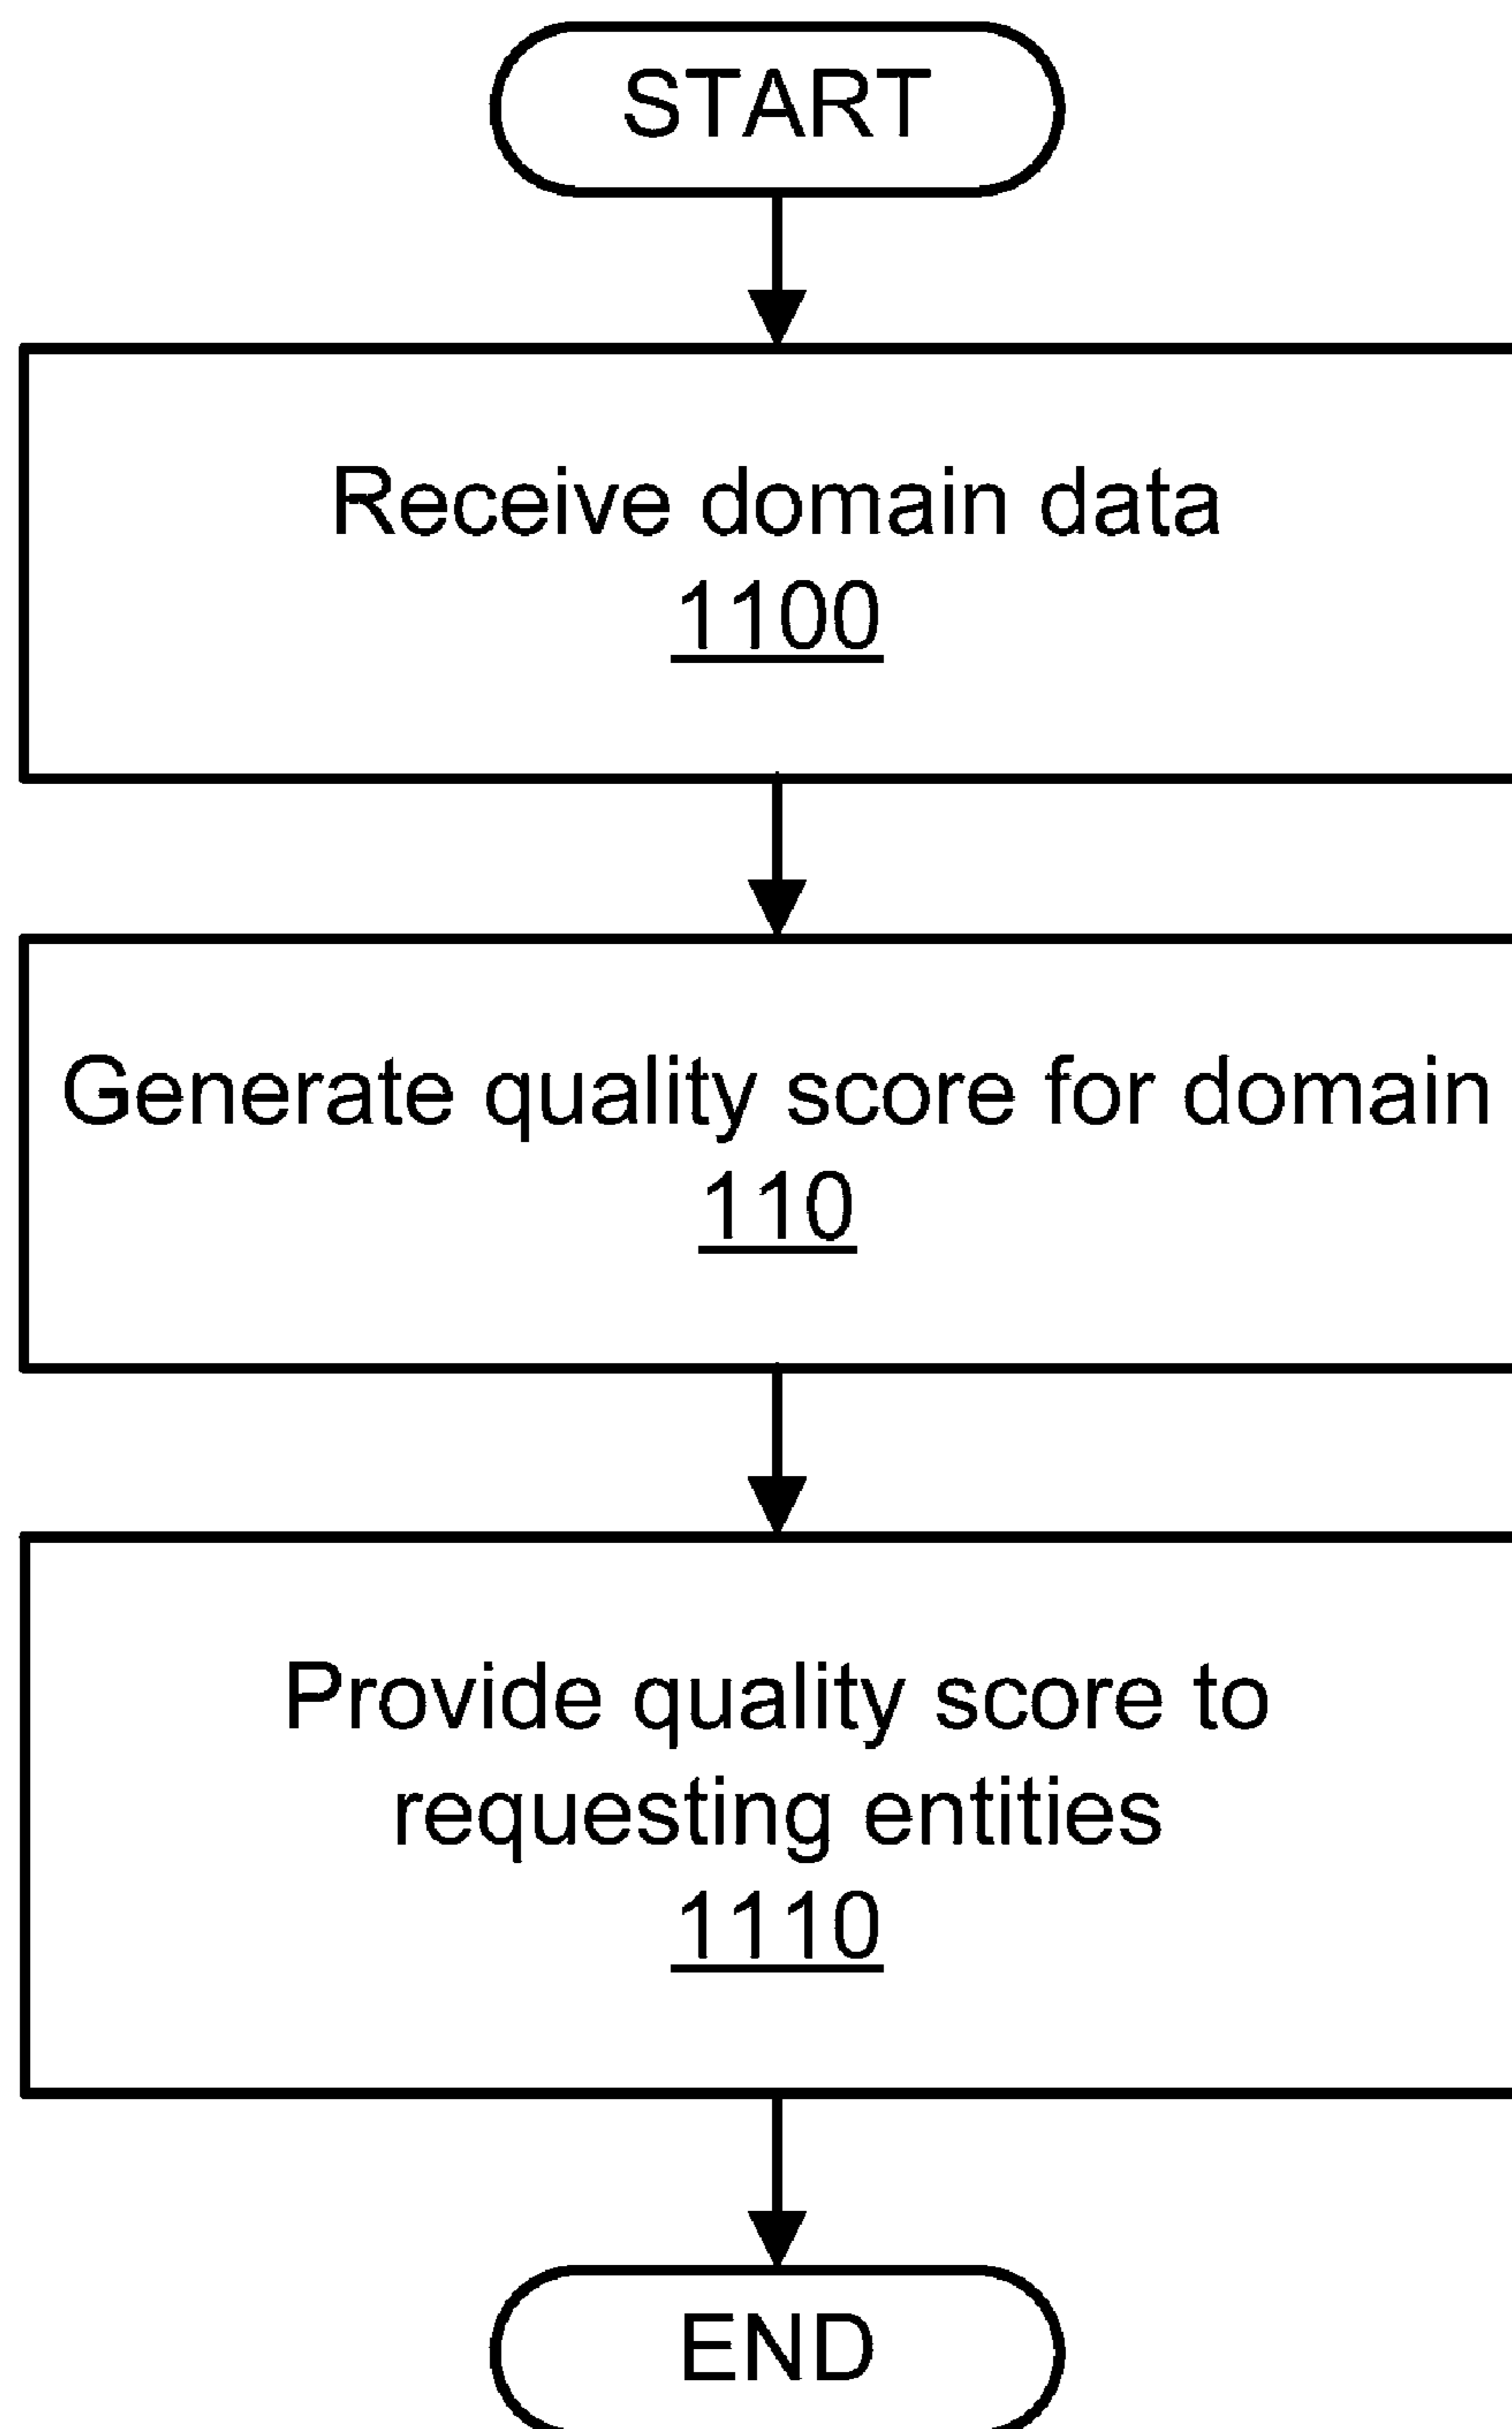 START
Receive domain data
1100
Generate quality score for domain
110
Provide quality score to
requesting entities
1110
END